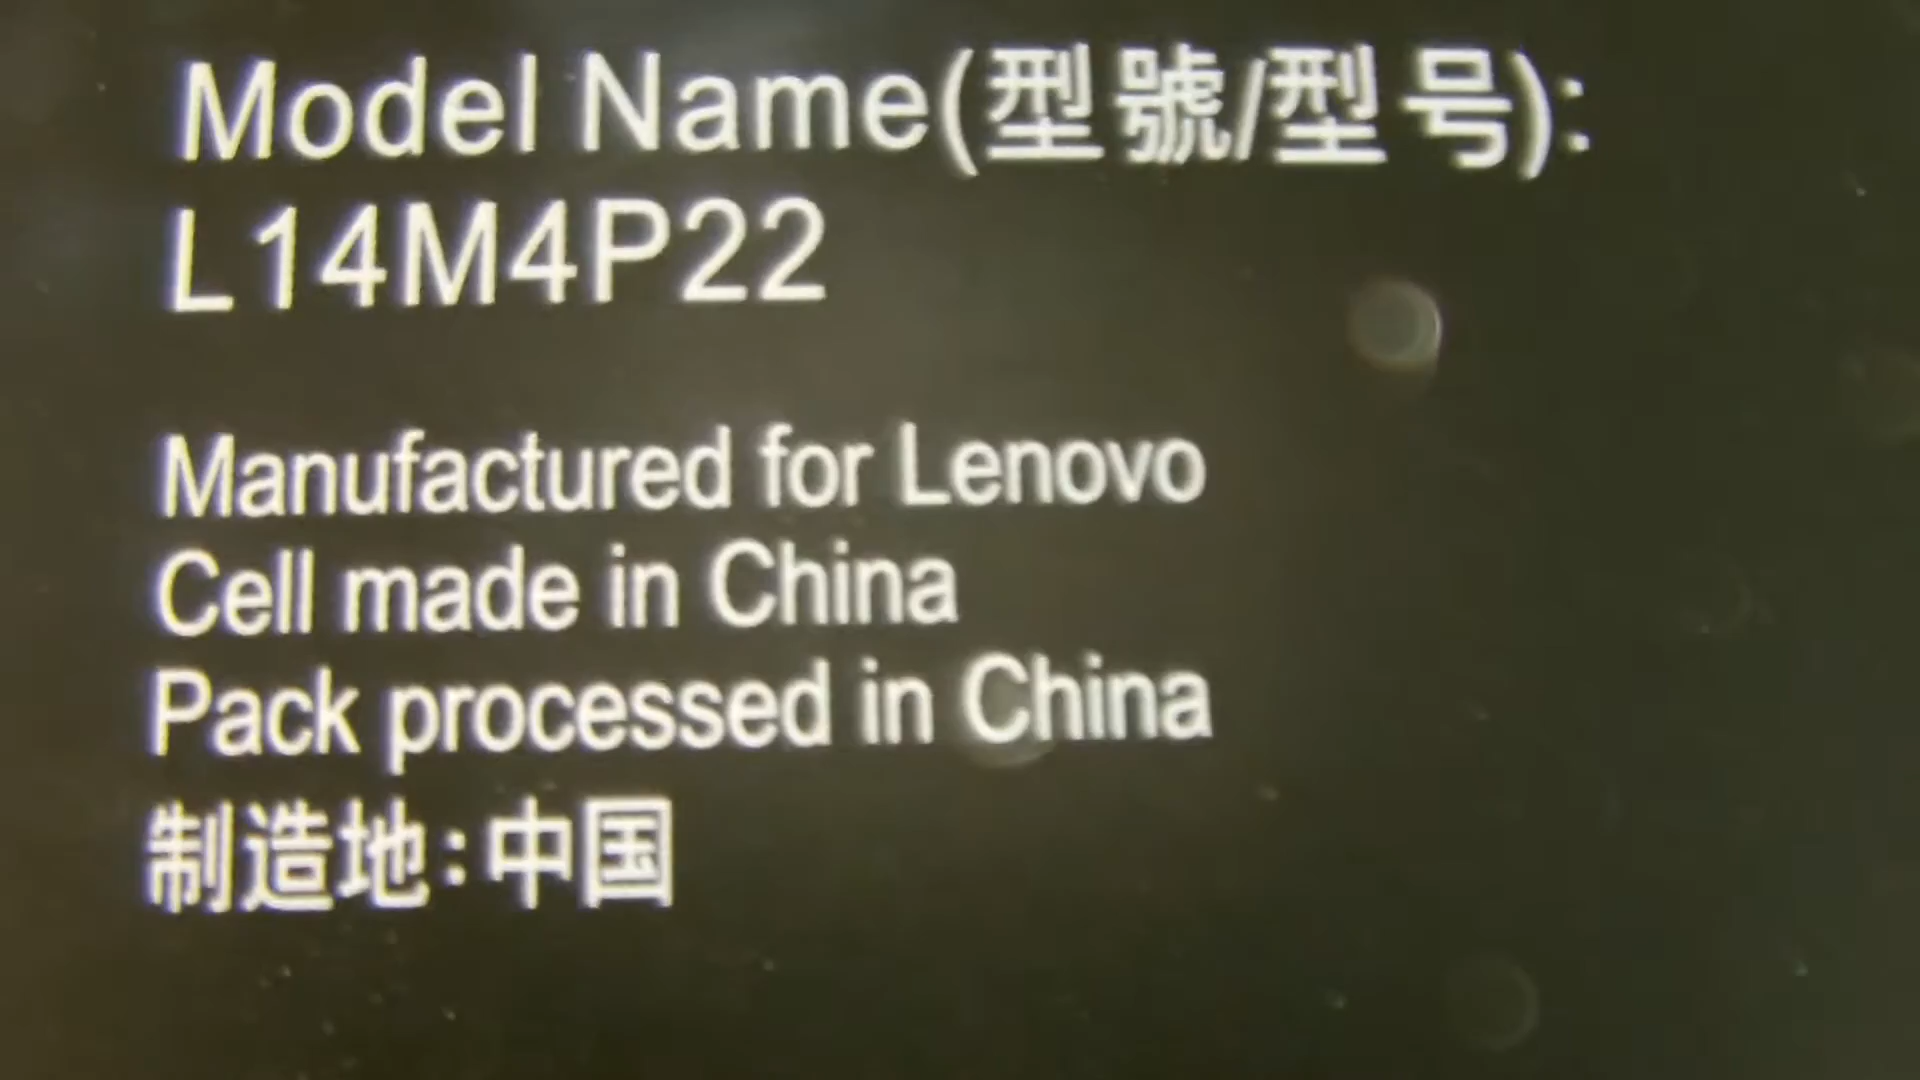 Model Name(型號/型号):
L14M4P22
Manufactured for Lenovo
Cell made in China
Pack processed in China
制造地:中国